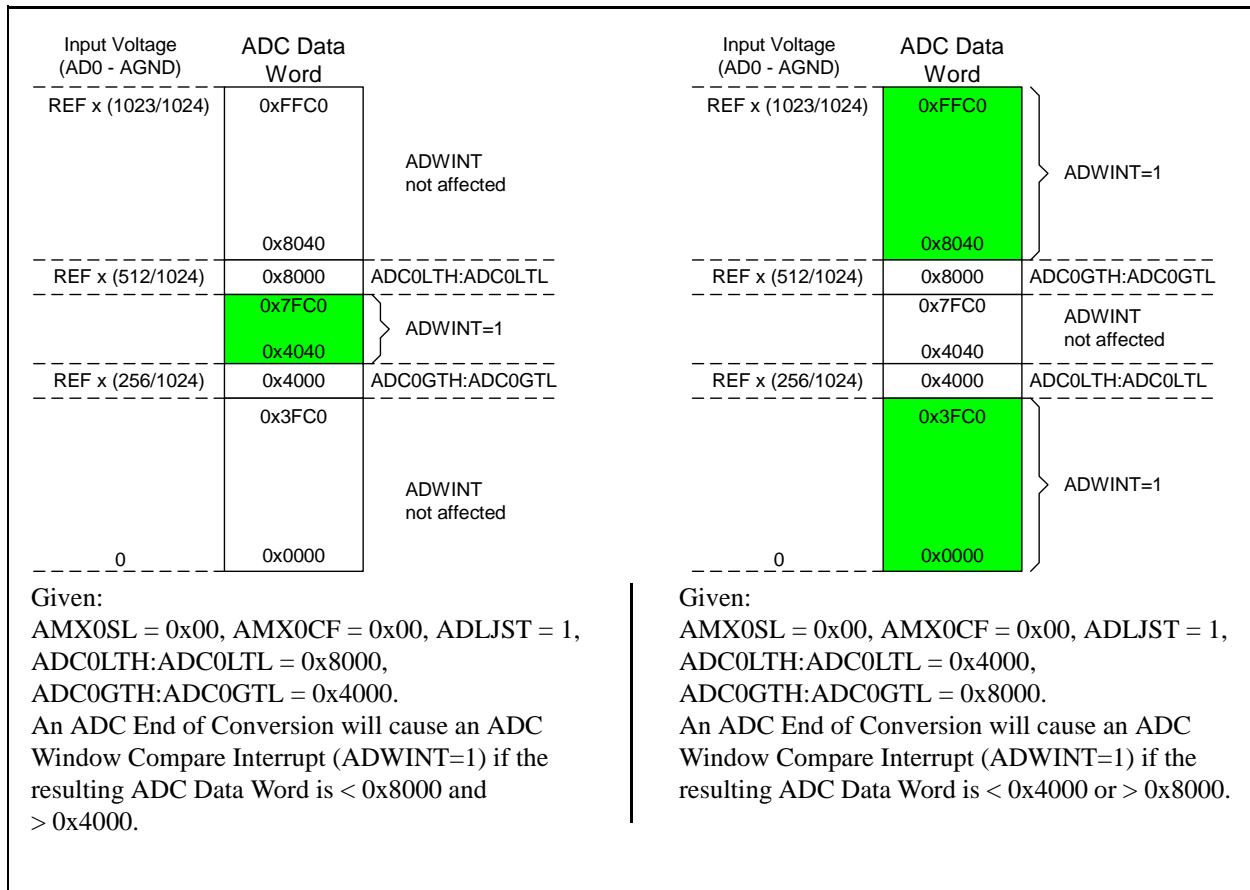 Input Voltage
(AD0 - AGND)
ADC Data
Word
REF x (1023/1024)
0xFFC0
ADWINT
not affected
0x8040
REF x (512/1024)
0x8000
ADC0LTH:ADC0LTL
0x7FC0
ADWINT=1
0x4040
REF x (256/1024)
0x4000
ADC0GTH:ADC0GTL
0x3FC0
ADWINT
not affected
0
0x0000
Given:
AMX0SL = 0x00, AMX0CF = 0x00, ADLJST = 1,
ADC0LTH:ADC0LTL = 0x8000,
ADC0GTH:ADC0GTL = 0x4000.
An ADC End of Conversion will cause an ADC
Window Compare Interrupt (ADWINT=1) if the
resulting ADC Data Word is < 0x8000 and
> 0x4000.
Input Voltage
(AD0 - AGND)
ADC Data
Word
REF x (1023/1024)
0xFFC0
ADWINT=1
0x8040
REF x (512/1024)
0x8000
ADC0GTH:ADC0GTL
0x7FC0
ADWINT
not affected
0x4040
REF x (256/1024)
0x4000
ADC0LTH:ADC0LTL
0x3FC0
ADWINT=1
0
0x0000
Given:
AMX0SL = 0x00, AMX0CF = 0x00, ADLJST = 1,
ADC0LTH:ADC0LTL = 0x4000,
ADC0GTH:ADC0GTL = 0x8000.
An ADC End of Conversion will cause an ADC
Window Compare Interrupt (ADWINT=1) if the
resulting ADC Data Word is < 0x4000 or > 0x8000.